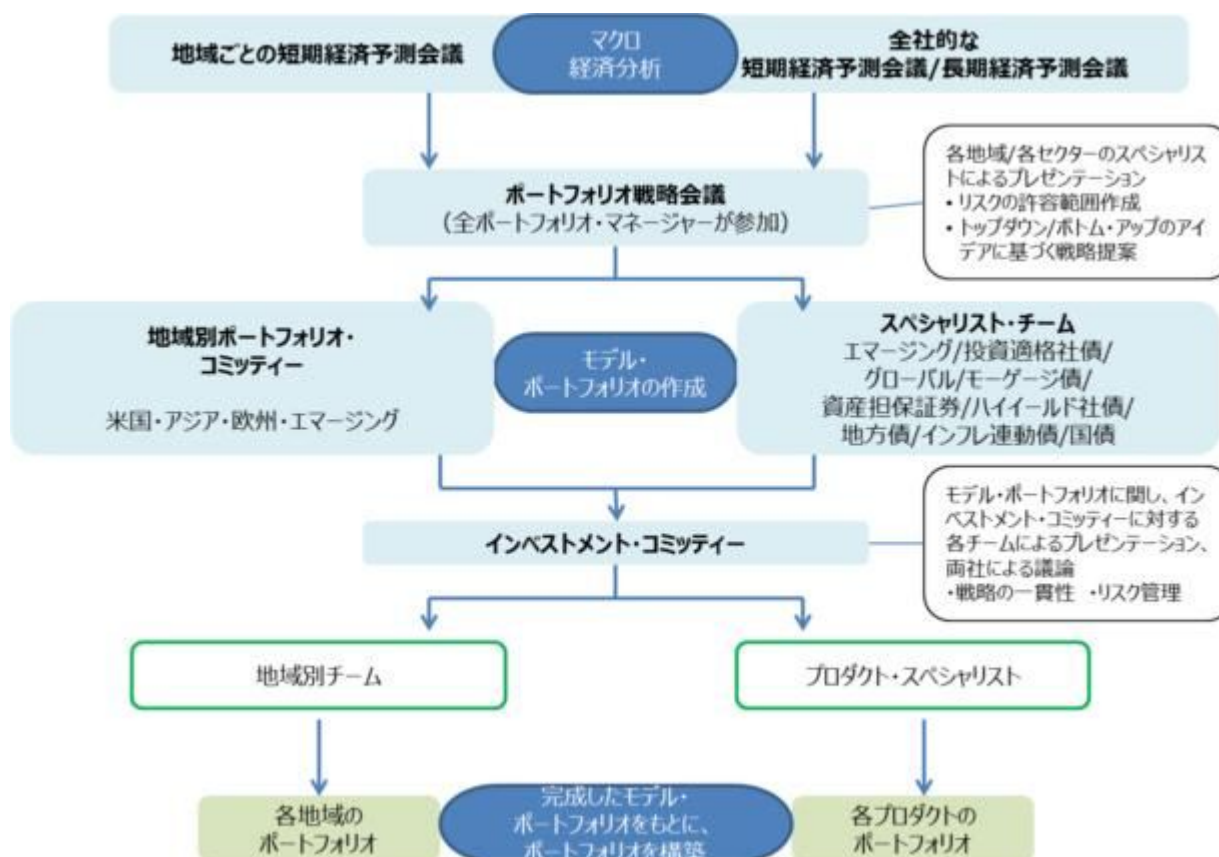 地域ごとの短期経済予測会議
マクロ
経済分析
全社的な
短期経済予測会議/長期経済予測会議
各地域/各セクターのスペシャリス
トによるプレゼンテーション
・リスクの許容範囲作成
・トップダウン/ボトム・アップのアイ
デアに基づく戦略提案
ポートフォリオ戦略会議
（全ポートフォリオ・マネージャーが参加）
地域別ポートフォリオ・
コミッティー
米国・アジア・欧州・エマージング
モデル・
ポートフォリオの作成
スペシャリスト・チーム
エマージング/投資適格社債/
グローバル/モーゲージ債/
資産担保証券/ハイイールド社債/
地方債/インフレ連動債/国債
モデル・ポートフォリオに関し、イン
ベストメント・コミッティーに対する
各チームによるプレゼンテーション、
両社による議論
・戦略の一貫性 ・リスク管理
インベストメント・コミッティー
地域別チーム
プロダクト・スペシャリスト
各地域の
ポートフォリオ
完成したモデル・
ポートフォリオをもとに、
ポートフォリオを構築
各プロダクトの
ポートフォリオ